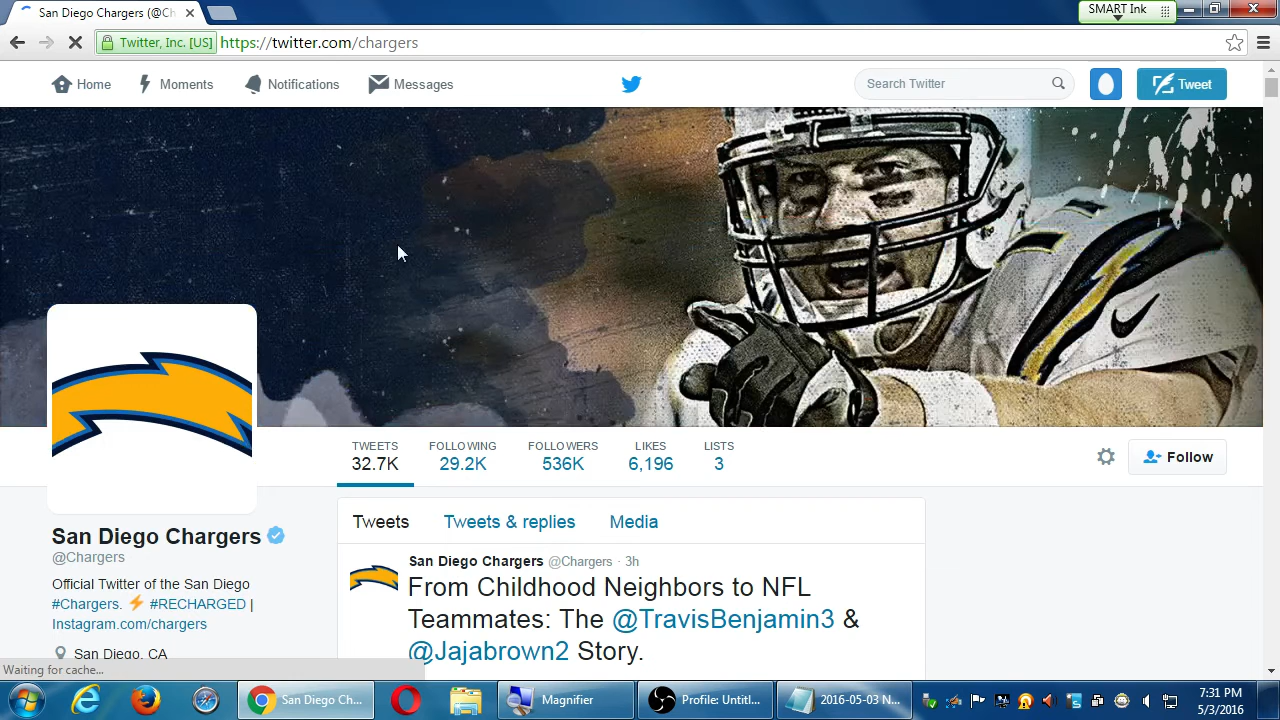 San Diego Chargers (@Ch
SMART Ink
Twitter, Inc. [US]
https://twitter.com/chargers
Home
Moments
Notifications
Messages
Search Twitter
Tweet
TWEETS
32.7K
FOLLOWING
29.2K
FOLLOWERS
536K
LIKES
6,196
LISTS
3
Follow
San Diego Chargers
@Chargers
Official Twitter of the San Diego
#Chargers. ⚡ #RECHARGED |
Instagram.com/chargers
San Diego, CA
Tweets
Tweets & replies
Media
San Diego Chargers @Chargers · 3h
From Childhood Neighbors to NFL
Teammates: The @TravisBenjamin3 &
@Jajabrown2 Story.
Waiting for cache...
San Diego Ch...
Magnifier
Profile: Untitl...
2016-05-03 N...
7:31 PM
5/3/2016